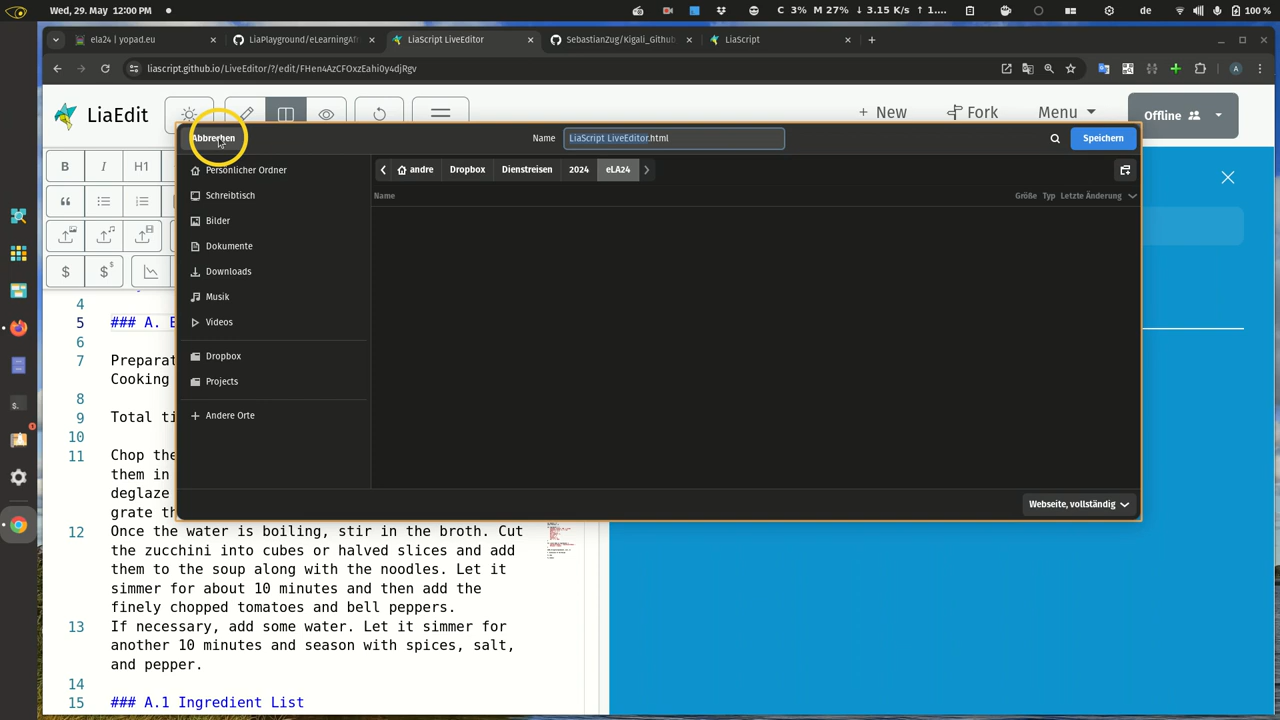 Wed, 29. May 12:00 PM
C 3% M 27% ↓ 3.15 K/s ↑ 1....
de
100 %
ela24 | yopad.eu
LiaPlayground/eLearningAfr
LiaScript LiveEditor
SebastianZug/Kigali_Github
LiaScript
liascript.github.io/LiveEditor/?/edit/FHen4AzCFOxzEahi0y4djRgv
A
LiaEdit
+ New
Fork
Menu
Offline
Abbrechen
Name
LiaScript LiveEditor.html
Speichern
B
I
H1
Persönlicher Ordner
andre
Dropbox
Dienstreisen
2024
eLA24
Schreibtisch
Name
Größe
Typ
Letzte Änderung
Bilder
Dokumente
Downloads
$
$
Musik
Videos
Dropbox
Projects
Andere Orte
Webseite, vollständig
4
5 ### A.
6
7 Preparat
Cooking
8
9 Total ti
10
11 Chop the
them in
deglaze
grate th
12 Once the water is boiling, stir in the broth. Cut
the zucchini into cubes or halved slices and add
them to the soup along with the noodles. Let it
simmer for about 10 minutes and then add the
finely chopped tomatoes and bell peppers.
13 If necessary, add some water. Let it simmer for
another 10 minutes and season with spices, salt,
and pepper.
14
15 ### A.1 Ingredient List